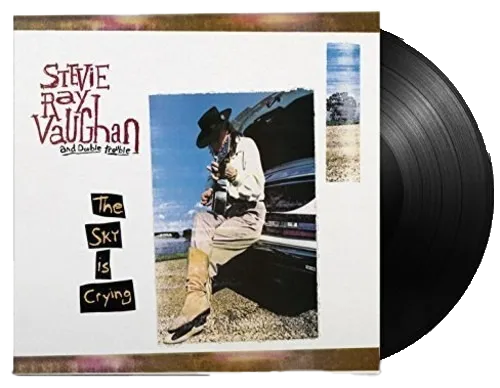 STEVIE
RAY
VAUGHAN
and Double Trouble
The
SKY
is
Crying